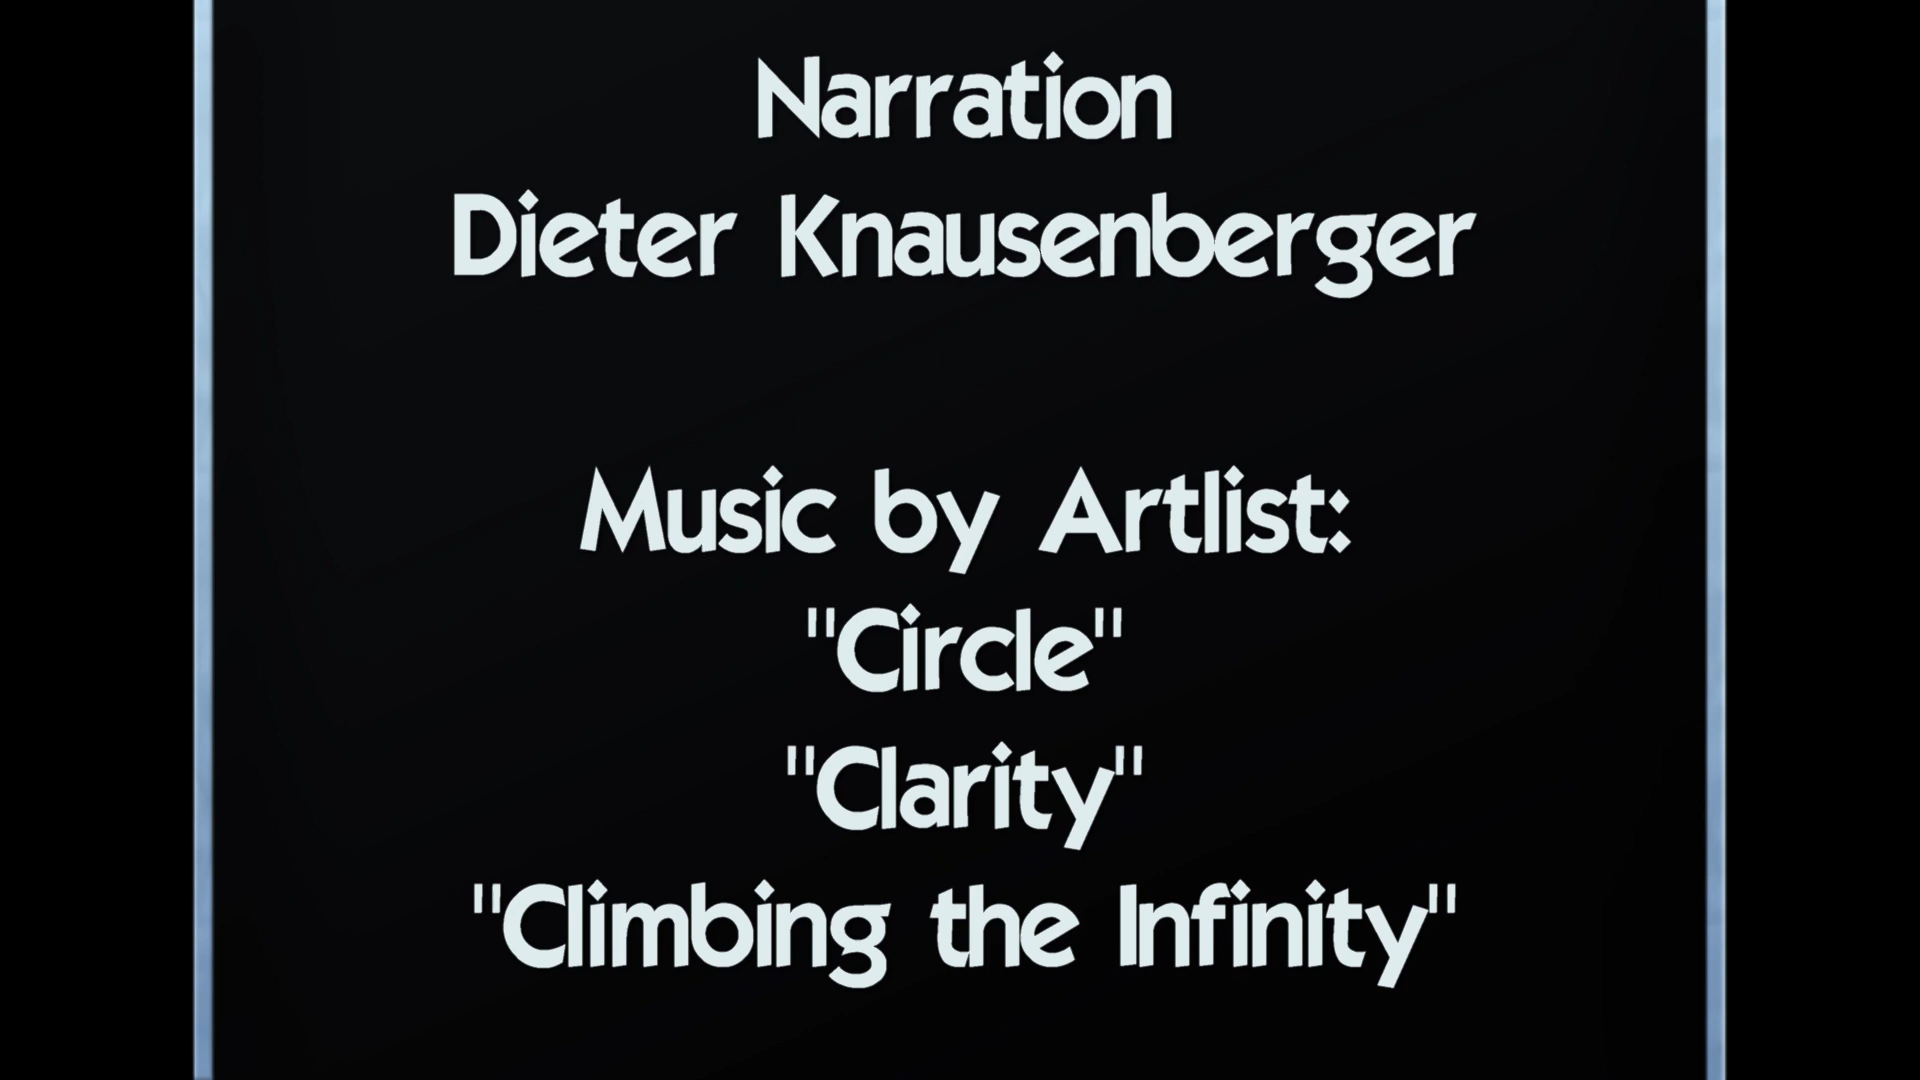 Narration
Dieter Knausenberger
Music by Artlist:
"Circle"
"Clarity"
"Climbing the Infinity"